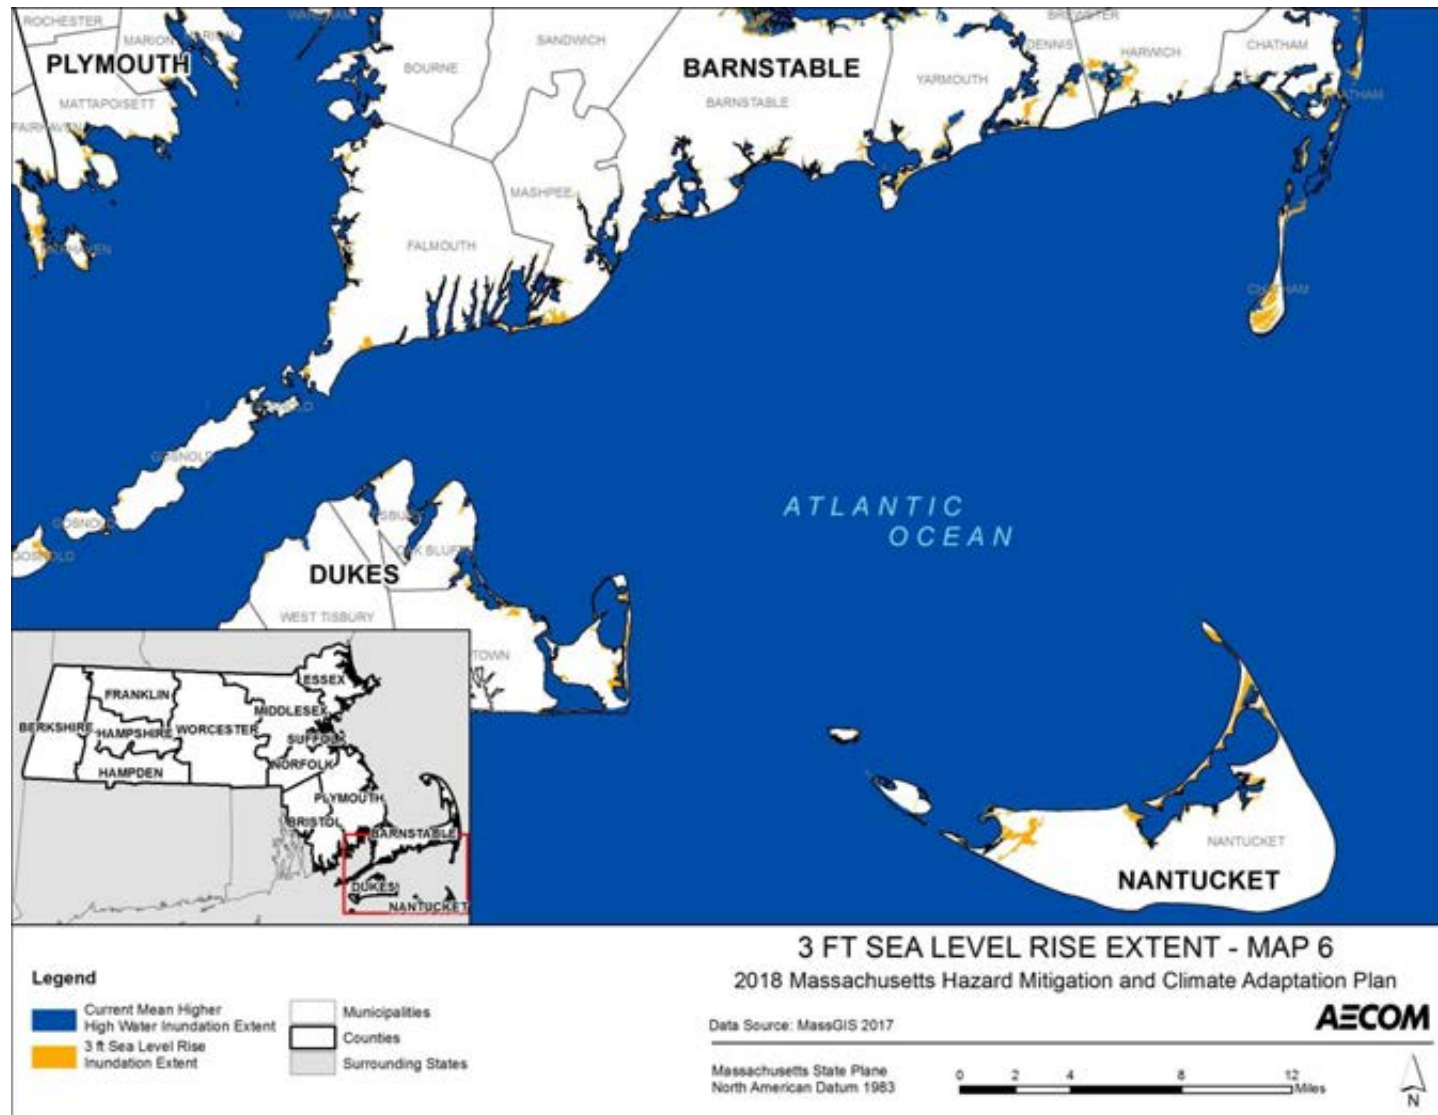 ROCHESTER
MARION
PLYMOUTH
MATTAPOISETT
BOURNE
SANDWICH
BARNSTABLE
BARNSTABLE
BREWSTER
DENNIS
HARWICH
CHATHAM
YARMOUTH
MASHPEE
FALMOUTH
GOSNOLD
ATLANTIC
OCEAN
DUKES
WEST TISBURY
NANTUCKET
NANTUCKET
ESSEX
FRANKLIN
MIDDLESEX
BERKSHIRE
HAMPSHIRE
WORCESTER
SUFFOLK
NORFOLK
HAMPDEN
PLYMOUTH
BRISTOL
BARNSTABLE
DUKES
NANTUCKET
3 FT SEA LEVEL RISE EXTENT - MAP 6
2018 Massachusetts Hazard Mitigation and Climate Adaptation Plan
Legend
Current Mean Higher
High Water Inundation Extent
3 ft Sea Level Rise
Inundation Extent
Municipalities
Counties
Surrounding States
Data Source: MassGIS 2017
AECOM
Massachusetts State Plane
North American Datum 1983
0 2 4 8 12
Miles
N